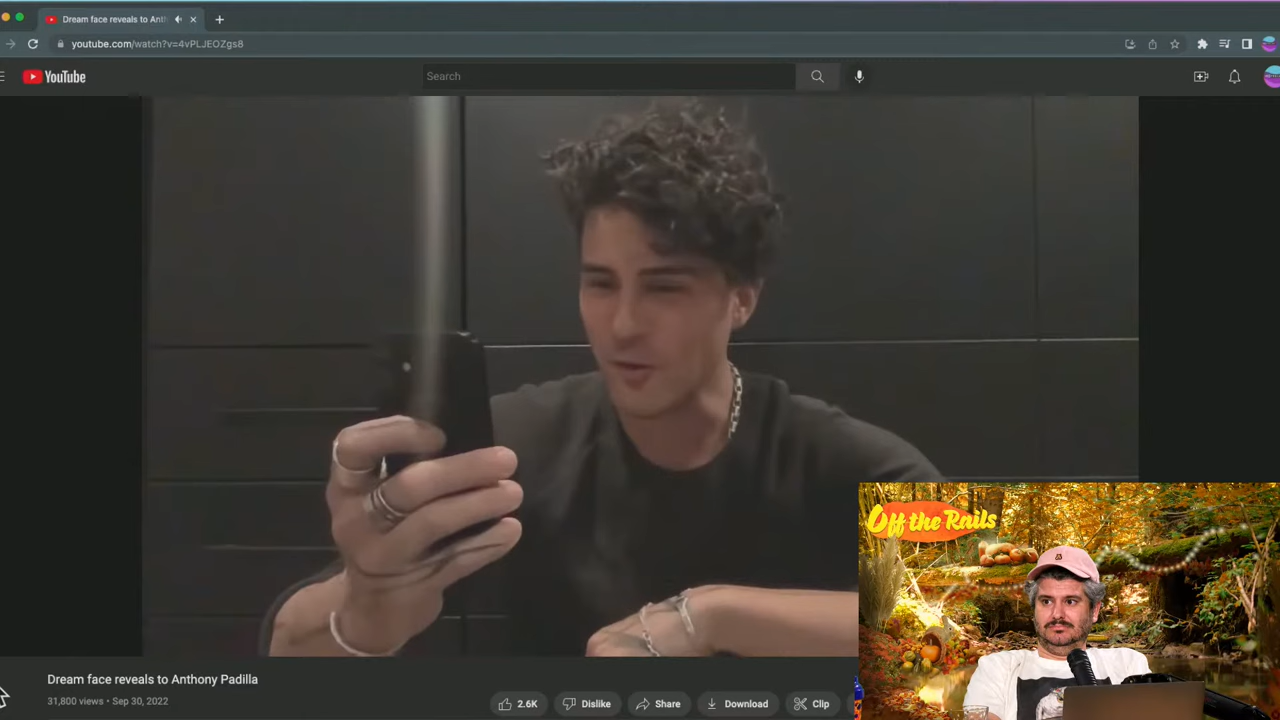 Dream face reveals to Anth
youtube.com/watch?v=4vPLJEOZgs8
YouTube
Search
Off the Rails
Dream face reveals to Anthony Padilla
31,800 views • Sep 30, 2022
2.6K
Dislike
Share
Download
Clip